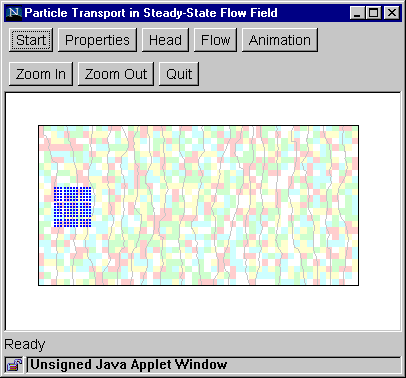 Particle Transport in Steady-State Flow Field
Start Properties Head Flow Animation
Zoom In Zoom Out Quit
Ready
Unsigned Java Applet Window